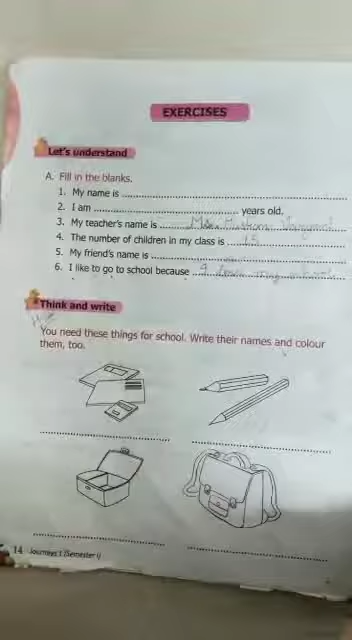 EXERCISES
Let's understand
A. Fill in the blanks.
1. My name is
2. I am ........ years old.
3. My teacher's name is
4. The number of children in my class is 15
5. My friend's name is
6. I like to go to school because I
Think and write
You need these things for school. Write their names and colour
them, too.
14 Journeys 1 (Semester I)